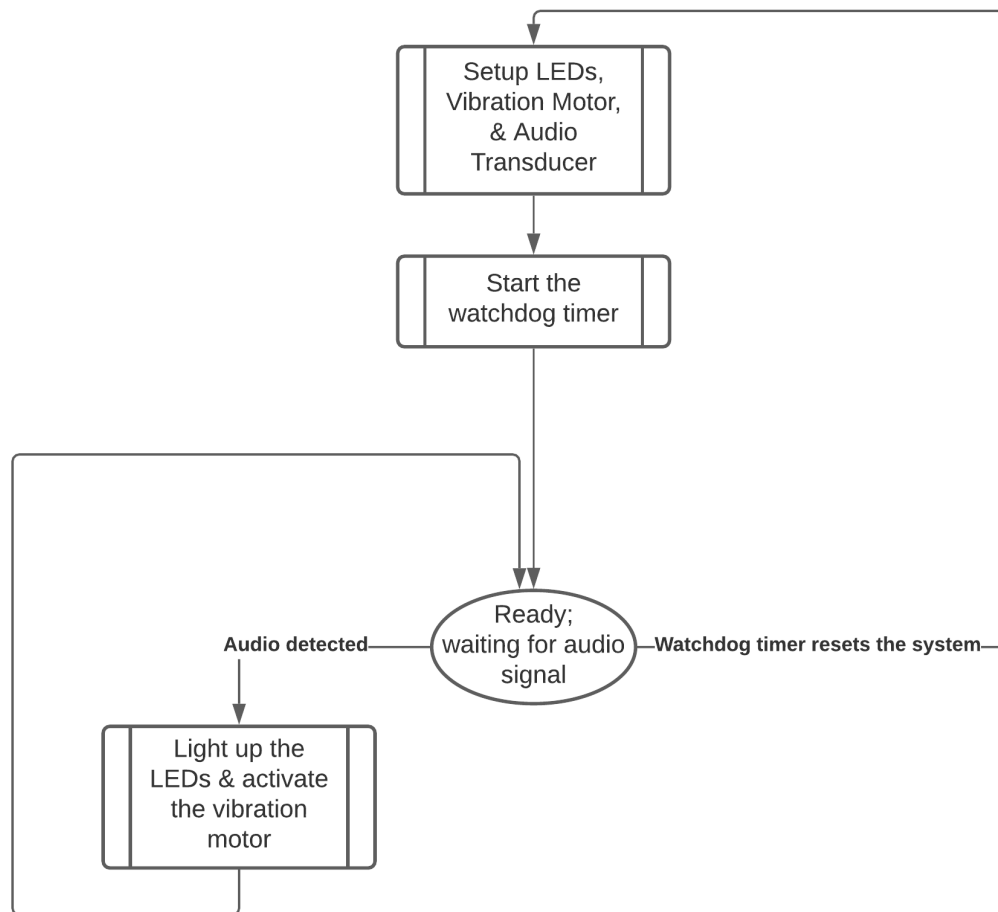 Setup LEDs,
Vibration Motor,
& Audio
Transducer
Start the
watchdog timer
Ready;
waiting for audio
signal
Audio detected
Watchdog timer resets the system
Light up the
LEDs & activate
the vibration
motor